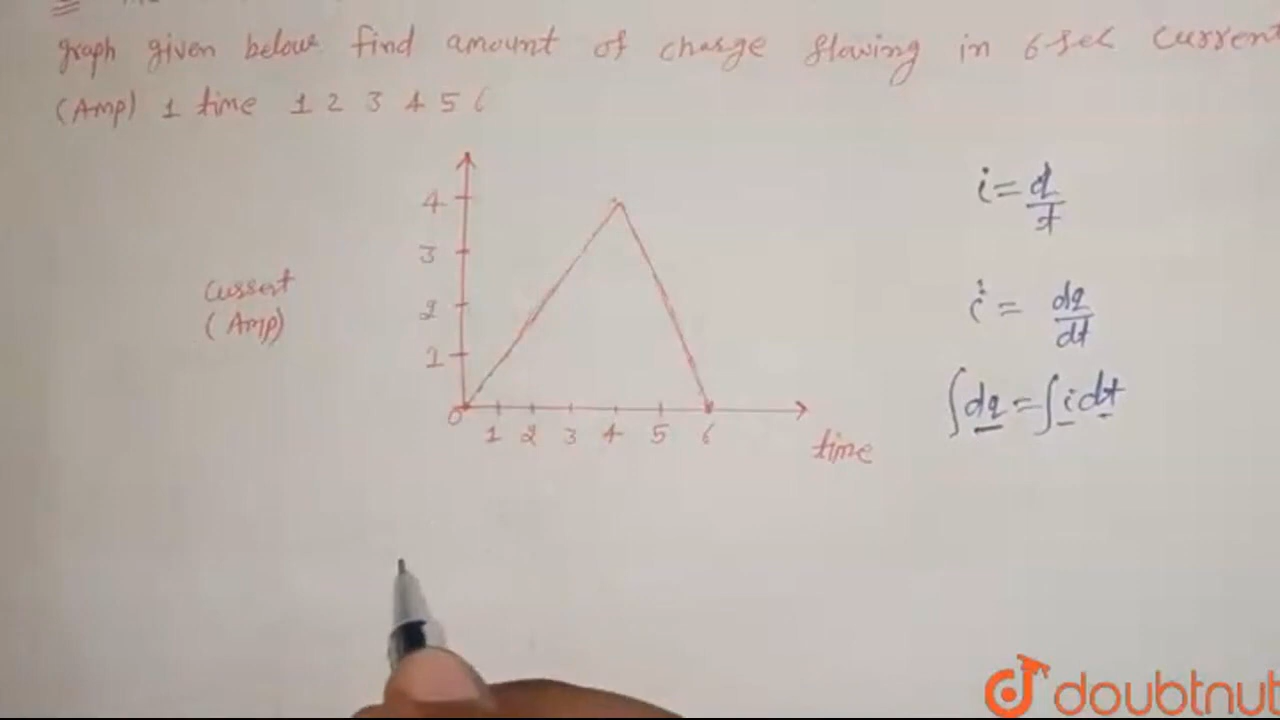 graph given below find amount of charge flowing in 6 sec current
(Amp) 1 time 1 2 3 4 5 6
4
3
2
1
0
current
(Amp)
1 2 3 4 5 6
time
i = q/t
i = dq/dt
∫dq = ∫i dt
doubtnut